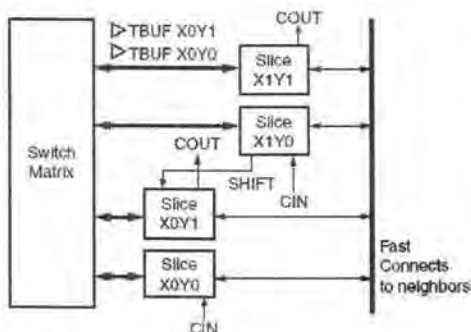 TBUF X0Y1
TBUF X0Y0
COUT
Slice
X1Y1
Slice
X1Y0
Switch
Matrix
COUT
SHIFT
CIN
Slice
X0Y1
Slice
X0Y0
CIN
Fast
Connects
to neighbors